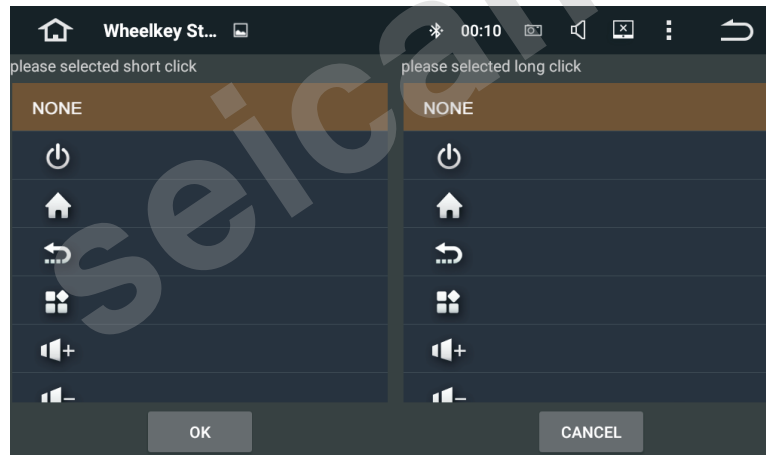 Wheelkey St...
00:10
please selected short click
please selected long click
NONE
NONE
OK
CANCEL
seicane